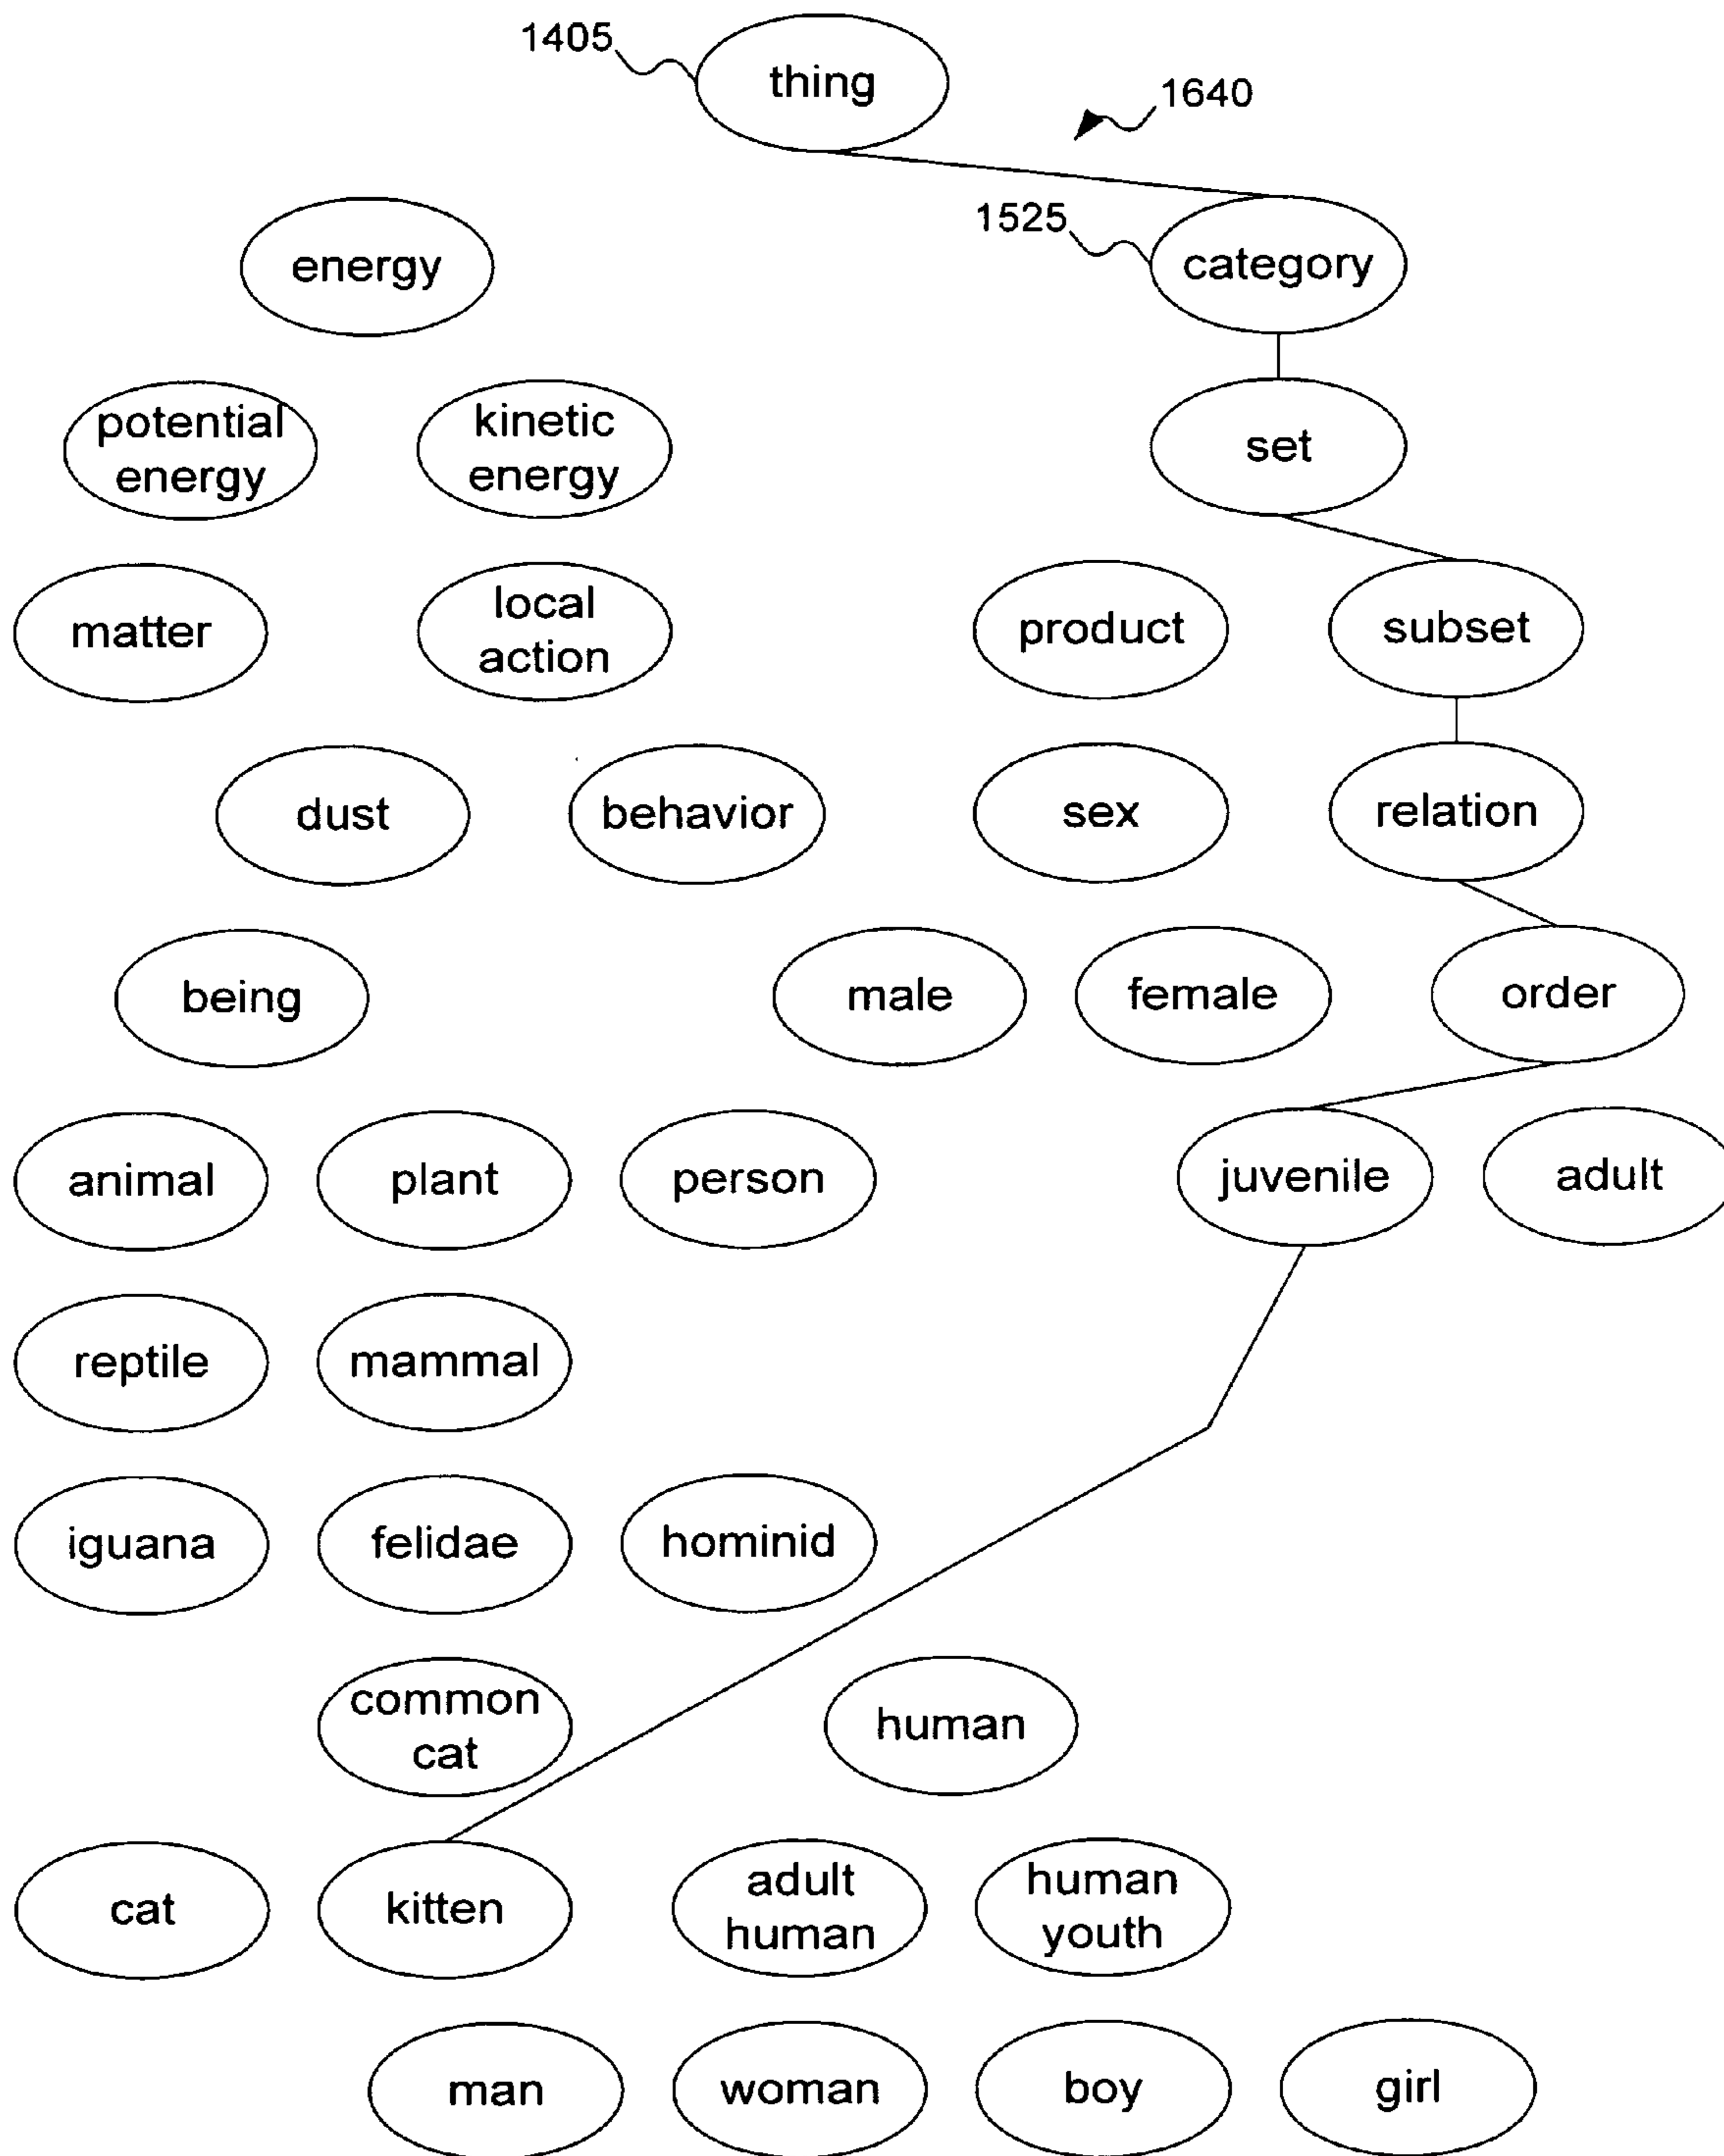 1405
thing
1640
1525
energy
category
potential
energy
kinetic
energy
set
matter
local
action
product
subset
dust
behavior
sex
relation
being
male
female
order
animal
plant
person
juvenile
adult
reptile
mammal
iguana
felidae
hominid
common
cat
human
cat
kitten
adult
human
human
youth
man
woman
boy
girl